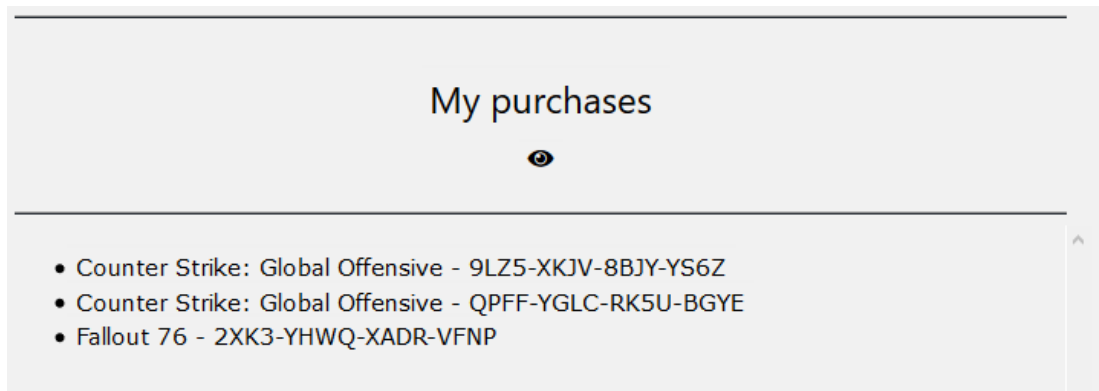 My purchases
• Counter Strike: Global Offensive - 9LZ5-XKJV-8BJY-YS6Z
• Counter Strike: Global Offensive - QPFF-YGLC-RK5U-BGYE
• Fallout 76 - 2XK3-YHWQ-XADR-VFNP